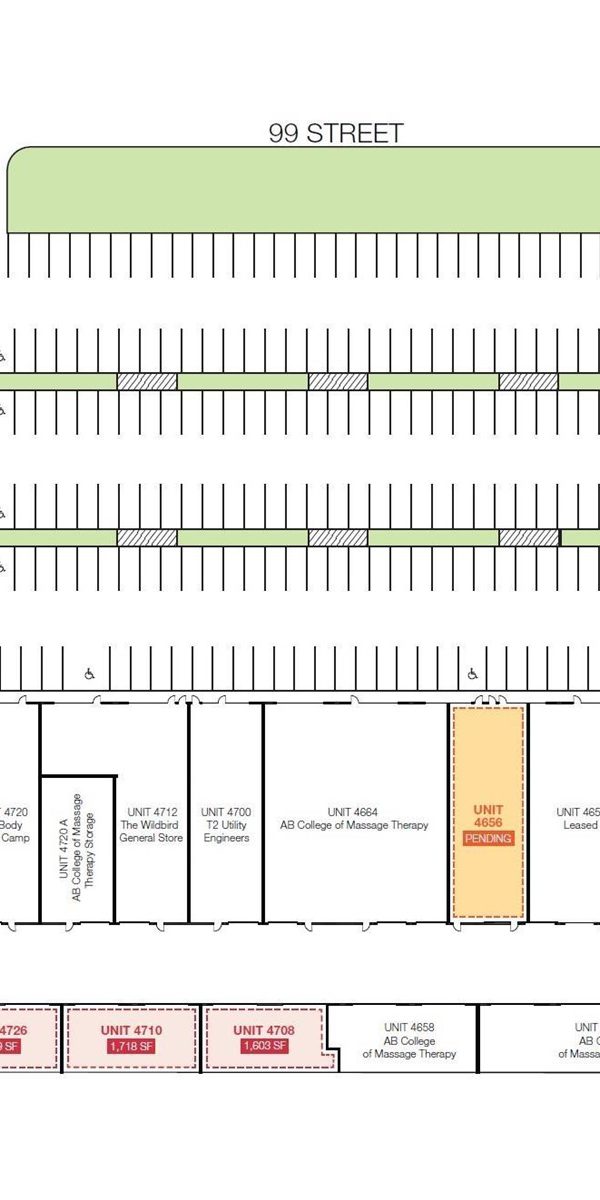 99 STREET
4720
Body
Camp
UNIT 4720 A
AB College of Massage
Therapy Storage
UNIT 4712
The Wildbird
General Store
UNIT 4700
T2 Utility
Engineers
UNIT 4664
AB College of Massage Therapy
UNIT
4656
PENDING
UNIT 465
Leased
4726
SF
UNIT 4710
1,718 SF
UNIT 4708
1,603 SF
UNIT 4658
AB College
of Massage Therapy
UNIT
AB C
of Massa